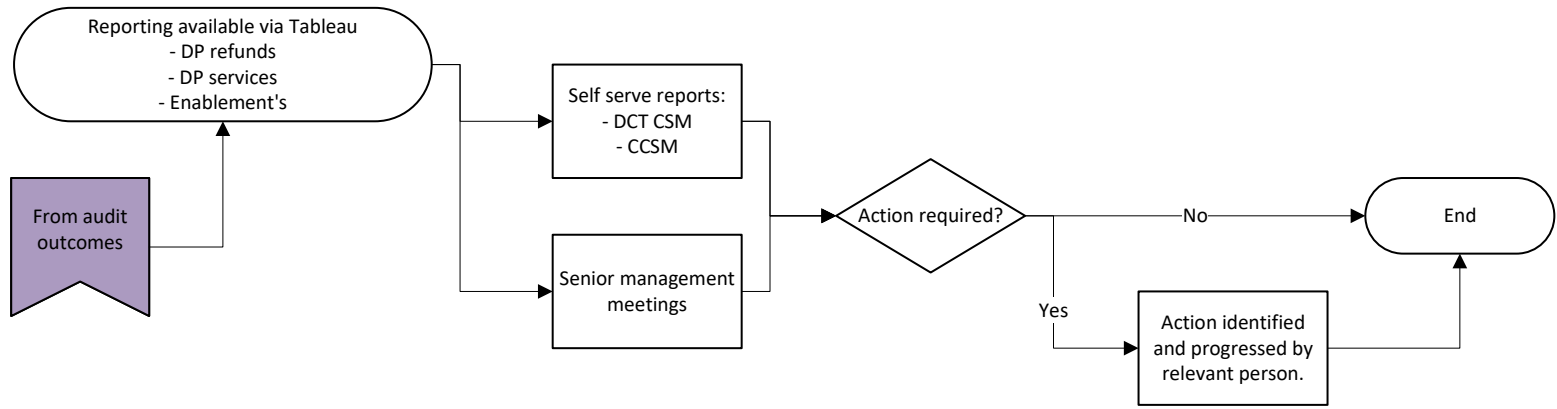 Reporting available via Tableau
- DP refunds
- DP services
- Enablement's
From audit
outcomes
Self serve reports:
- DCT CSM
- CCSM
Senior management
meetings
Action required?
No
End
Yes
Action identified
and progressed by
relevant person.